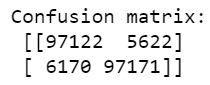 Confusion matrix:
[[97122 5622]
[ 6170 97171]]